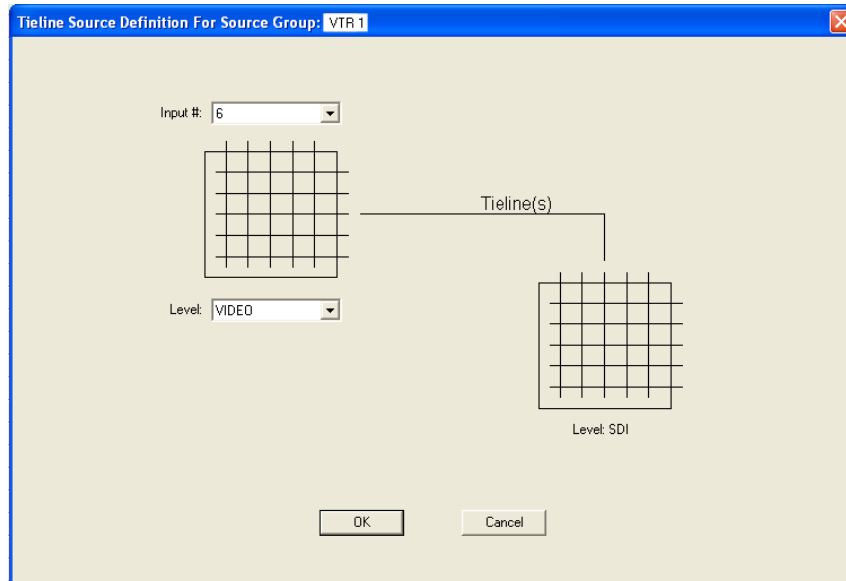 Tieline Source Definition For Source Group: VTR 1
Input #: 6
Tieline(s)
Level: VIDEO
Level: SDI
OK Cancel